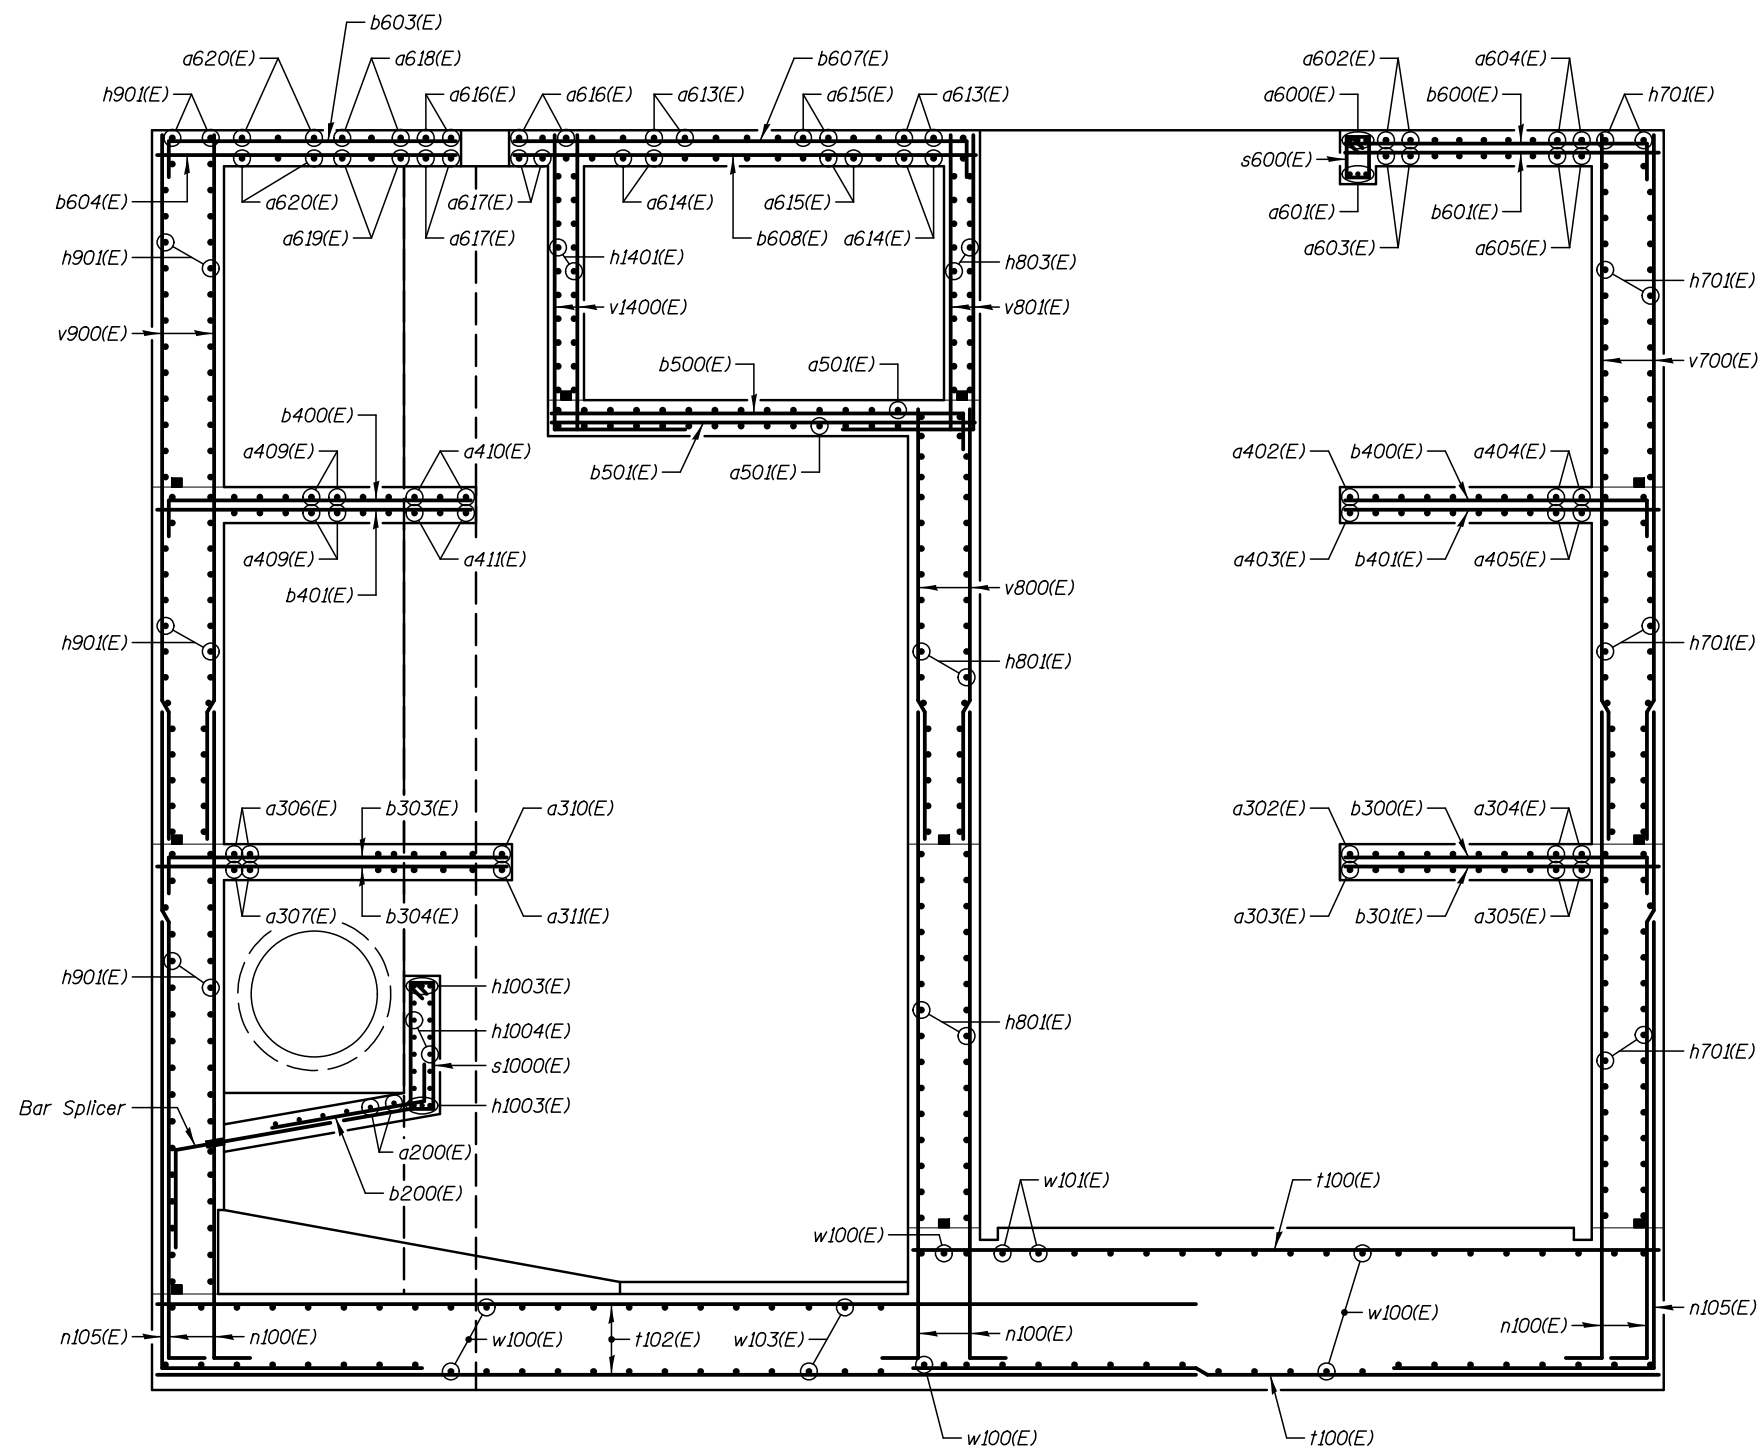 b603(E)
a620(E)
a618(E)
b607(E)
a602(E)
a604(E)
h901(E)
a616(E)
a616(E)
a613(E)
a615(E)
a613(E)
a600(E)
b600(E)
h701(E)
s600(E)
b604(E)
a620(E)
a617(E)
a614(E)
a615(E)
a601(E)
b601(E)
a619(E)
a617(E)
b608(E)
a614(E)
a603(E)
a605(E)
h901(E)
h1401(E)
h803(E)
h701(E)
v1400(E)
v801(E)
v900(E)
v700(E)
b500(E)
a501(E)
b400(E)
a409(E)
a410(E)
b501(E)
a501(E)
a402(E)
b400(E)
a404(E)
a409(E)
a411(E)
a403(E)
b401(E)
a405(E)
b401(E)
v800(E)
h901(E)
h801(E)
h701(E)
a306(E)
b303(E)
a310(E)
a302(E)
b300(E)
a304(E)
a307(E)
b304(E)
a311(E)
a303(E)
b301(E)
a305(E)
h901(E)
h1003(E)
h1004(E)
h801(E)
h701(E)
s1000(E)
Bar Splicer
h1003(E)
a200(E)
b200(E)
w101(E)
t100(E)
w100(E)
n105(E)
n100(E)
w100(E)
t102(E)
w103(E)
n100(E)
w100(E)
n100(E)
n105(E)
w100(E)
t100(E)